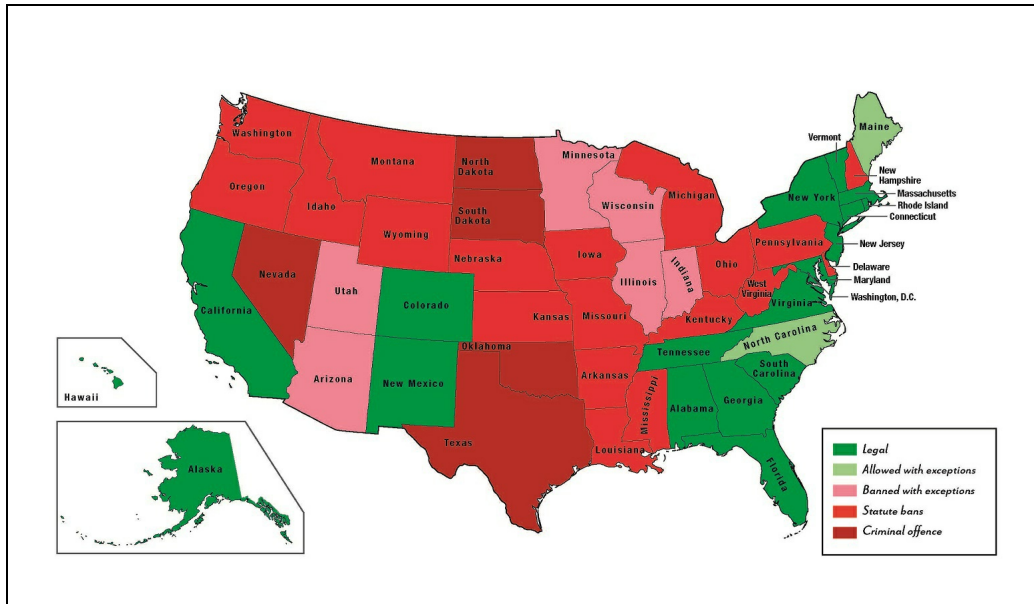 Washington
Montana
North
Dakota
Minnesota
Maine
Vermont
New
Hampshire
Massachusetts
Rhode Island
Connecticut
New York
Oregon
Idaho
Wyoming
South
Dakota
Wisconsin
Michigan
Pennsylvania
New Jersey
Delaware
Maryland
Washington, D.C.
Nebraska
Iowa
Illinois
Indiana
Ohio
West
Virginia
Virginia
Nevada
Utah
Colorado
California
Kansas
Missouri
Kentucky
North Carolina
Tennessee
South
Carolina
Oklahoma
Arizona
New Mexico
Arkansas
Mississippi
Alabama
Georgia
Texas
Louisiana
Florida
Hawaii
Alaska
Legal
Allowed with exceptions
Banned with exceptions
Statute bans
Criminal offence